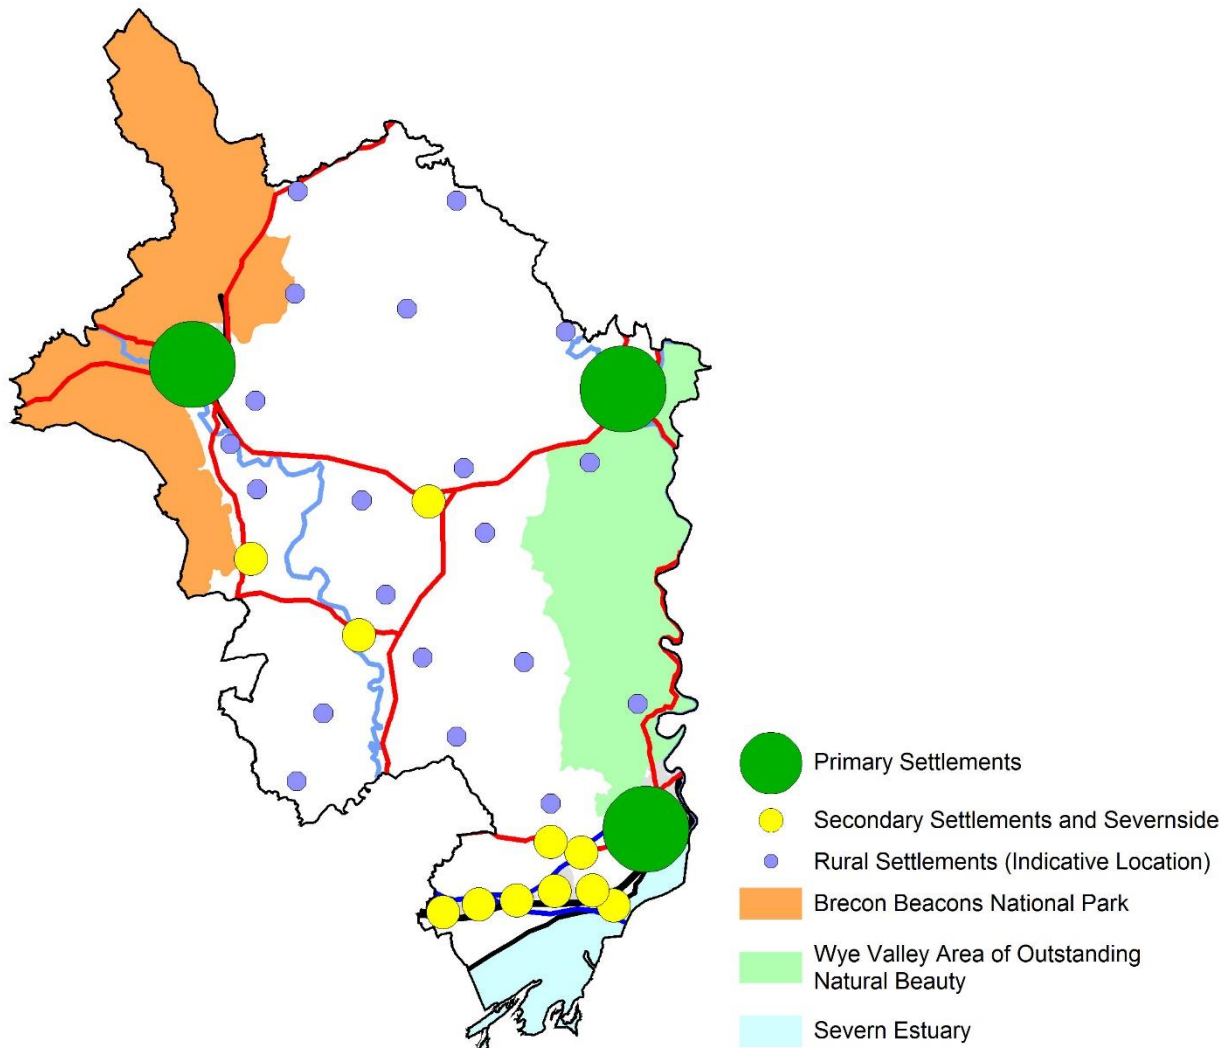 Primary Settlements
Secondary Settlements and Severnside
Rural Settlements (Indicative Location)
Brecon Beacons National Park
Wye Valley Area of Outstanding
Natural Beauty
Severn Estuary